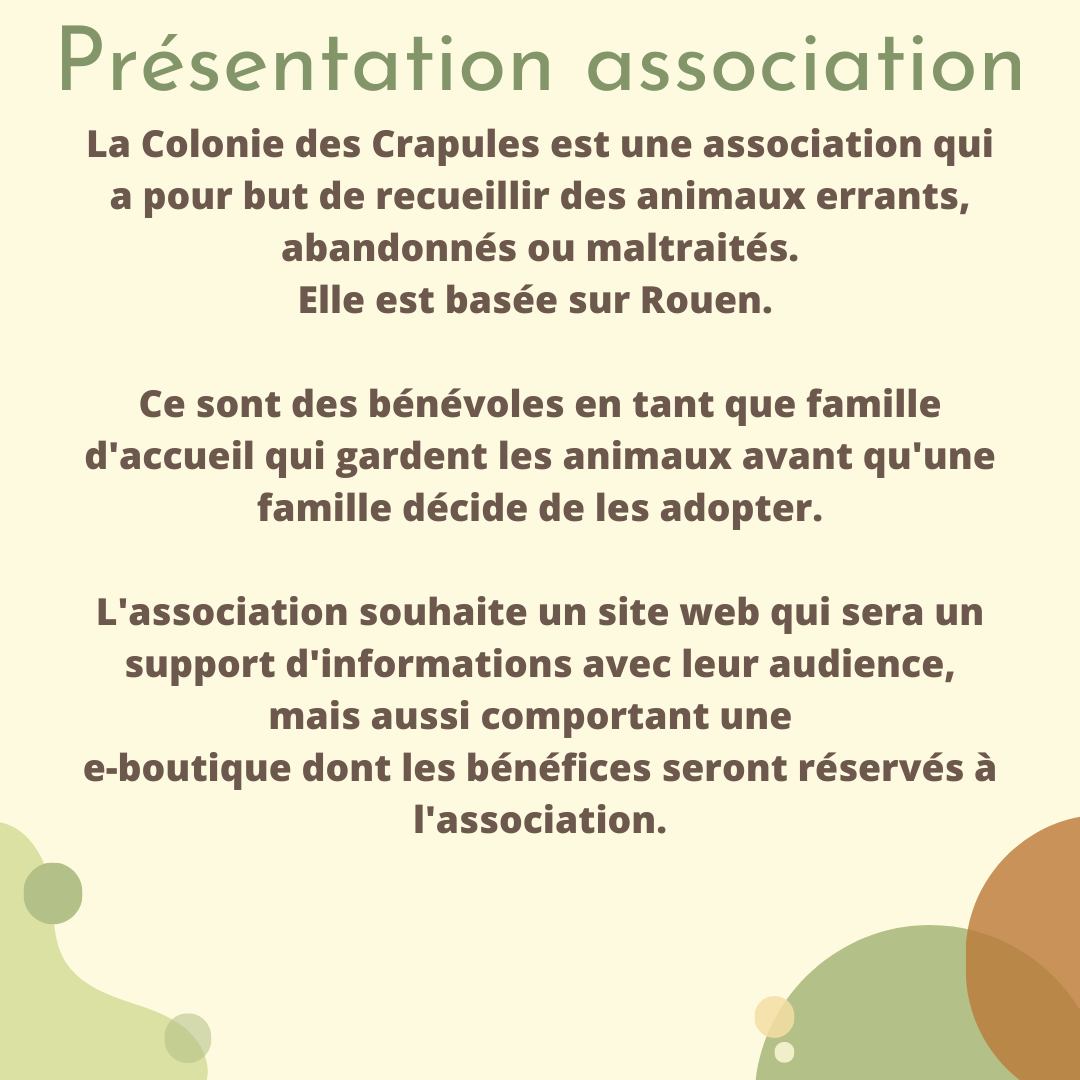 Présentation association
La Colonie des Crapules est une association qui
a pour but de recueillir des animaux errants,
abandonnés ou maltraités.
Elle est basée sur Rouen.
Ce sont des bénévoles en tant que famille
d'accueil qui gardent les animaux avant qu'une
famille décide de les adopter.
L'association souhaite un site web qui sera un
support d'informations avec leur audience,
mais aussi comportant une
e-boutique dont les bénéfices seront réservés à
l'association.